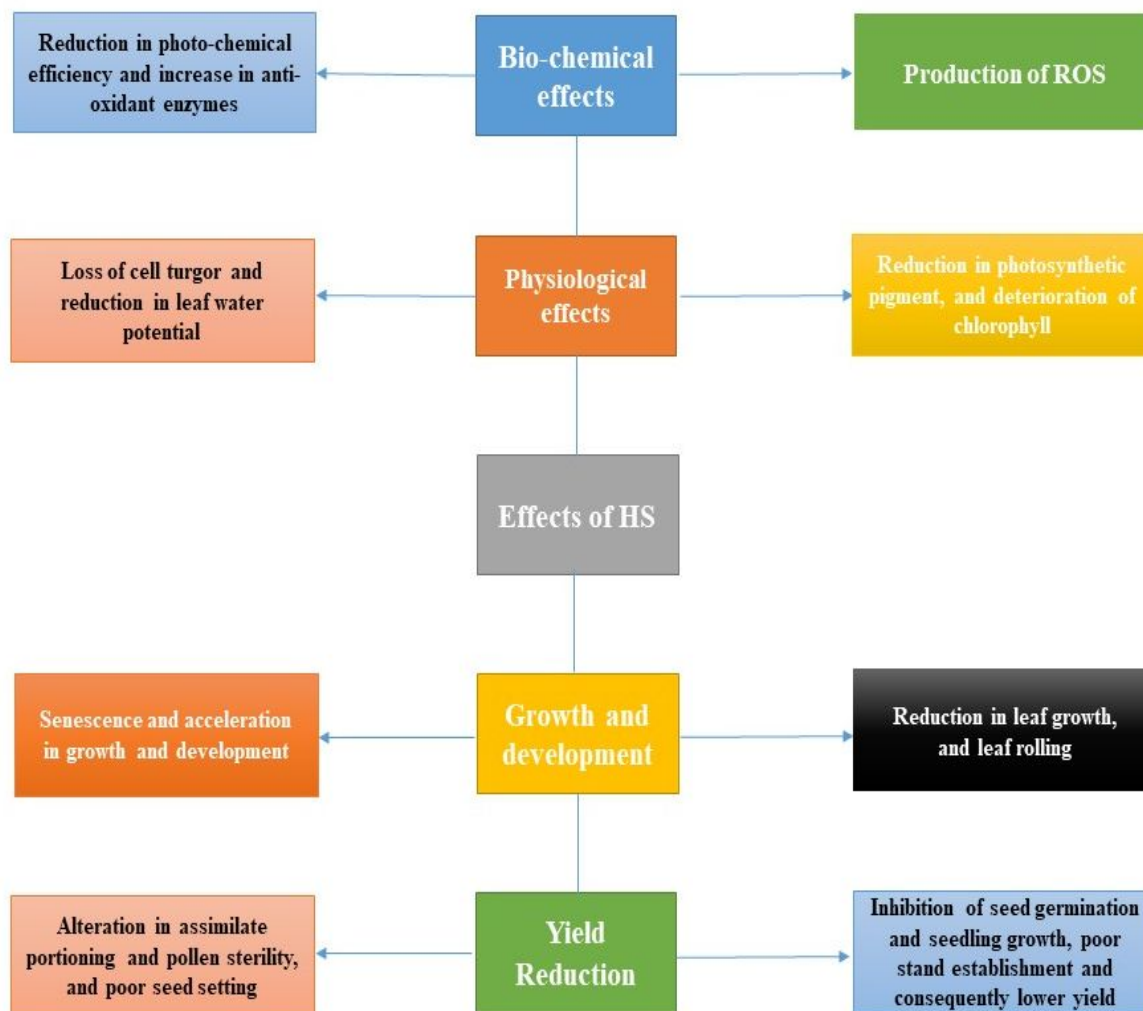 Reduction in photo-chemical
efficiency and increase in anti-
oxidant enzymes
Bio-chemical
effects
Production of ROS
Loss of cell turgor and
reduction in leaf water
potential
Physiological
effects
Reduction in photosynthetic
pigment, and deterioration of
chlorophyll
Effects of HS
Senescence and acceleration
in growth and development
Growth and
development
Reduction in leaf growth,
and leaf rolling
Alteration in assimilate
portioning and pollen sterility,
and poor seed setting
Yield
Reduction
Inhibition of seed germination
and seedling growth, poor
stand establishment and
consequently lower yield